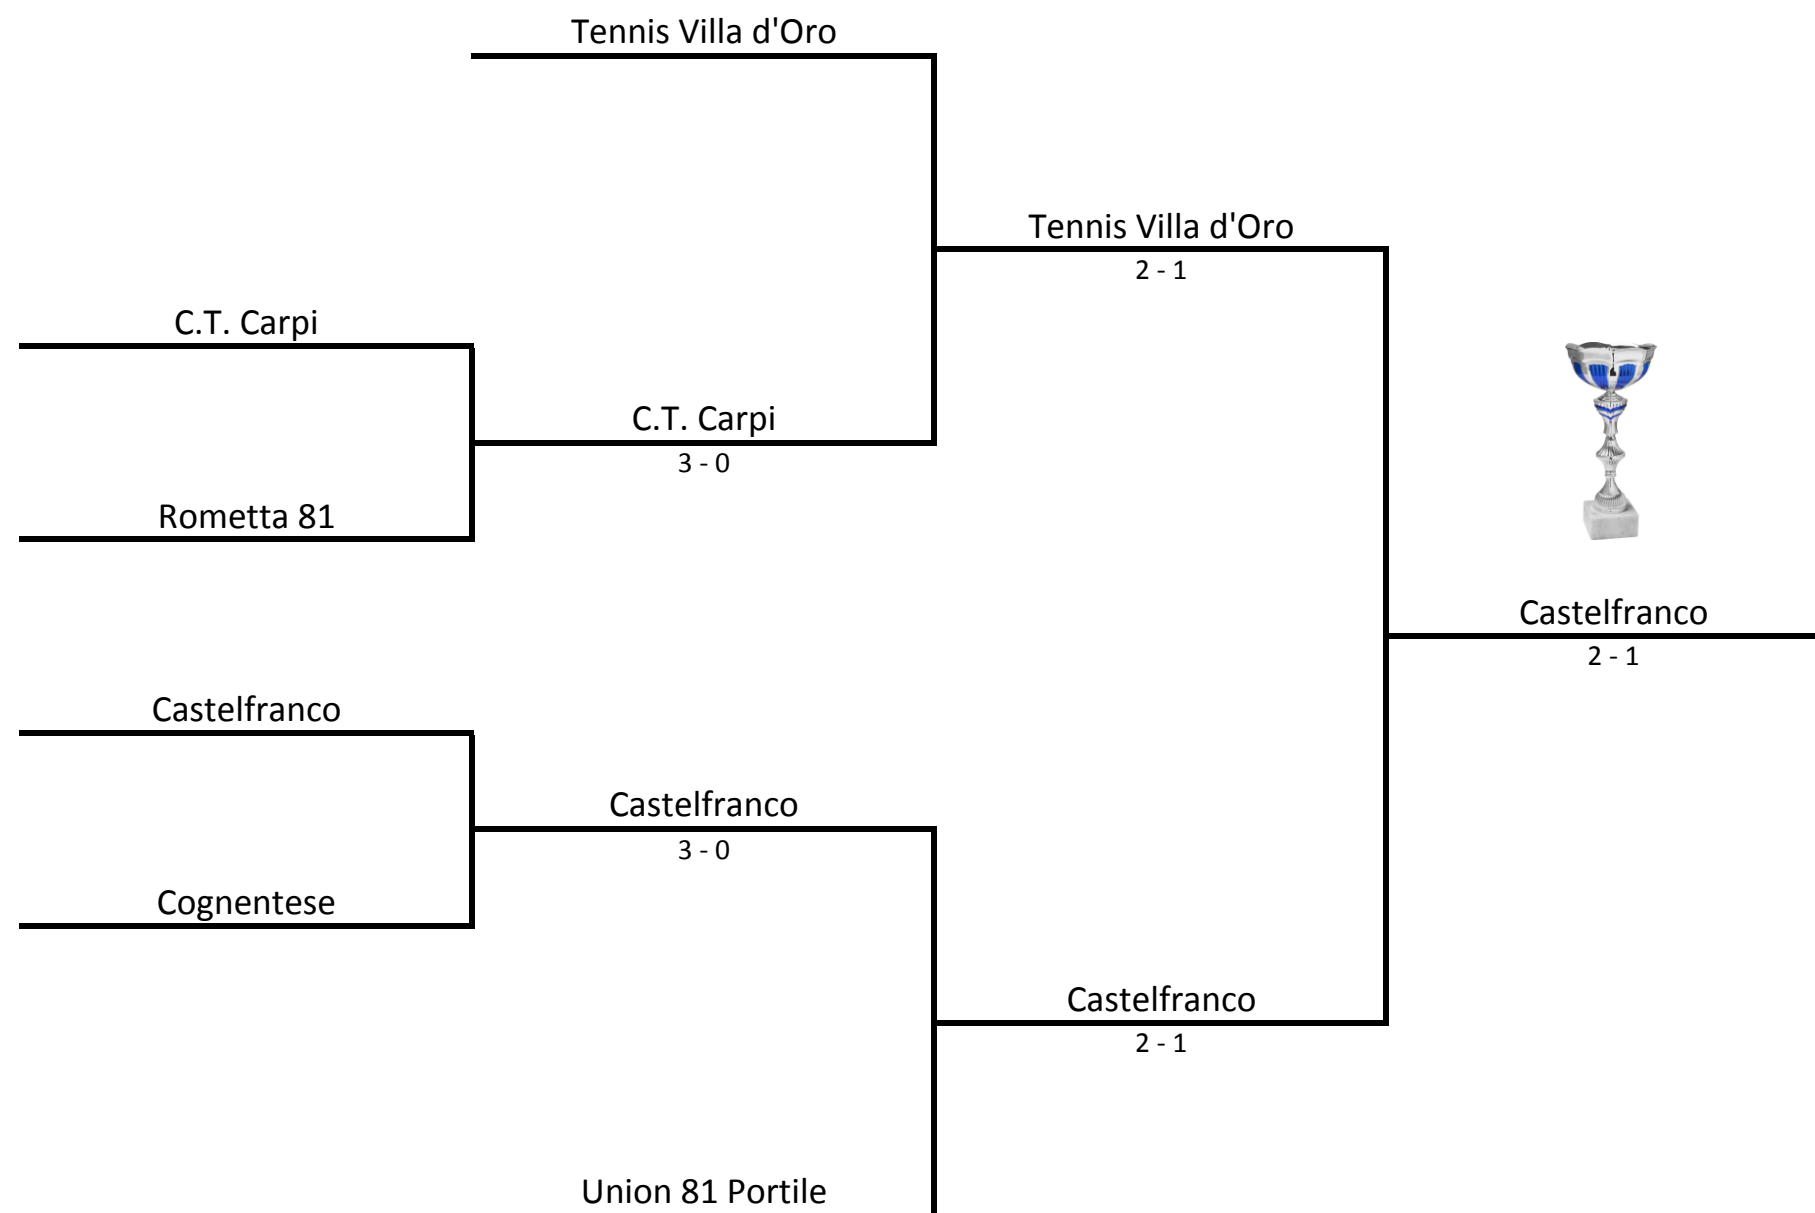 Tennis Villa d'Oro
Tennis Villa d'Oro
2 - 1
C.T. Carpi
C.T. Carpi
3 - 0
Rometta 81
Castelfranco
2 - 1
Castelfranco
Castelfranco
3 - 0
Cognentese
Castelfranco
2 - 1
Union 81 Portile